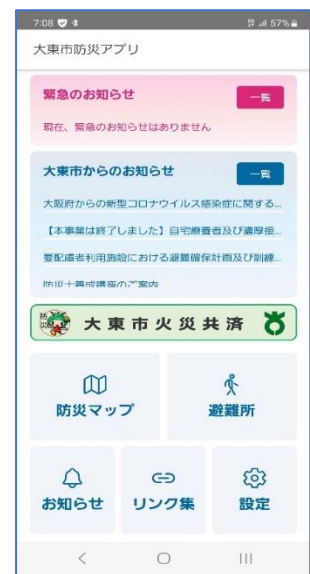 7:08
57%
大東市防災アプリ
緊急のお知らせ
一覧
現在、緊急のお知らせはありません
大東市からのお知らせ
一覧
大阪府からの新型コロナウイルス感染症に関する...
【本事業は終了しました】自宅療養者及び濃厚接...
要配慮者利用施設における避難確保計画及び訓練...
防災士養成講座のご案内
大東市火災共済
防災マップ
避難所
お知らせ
リンク集
設定